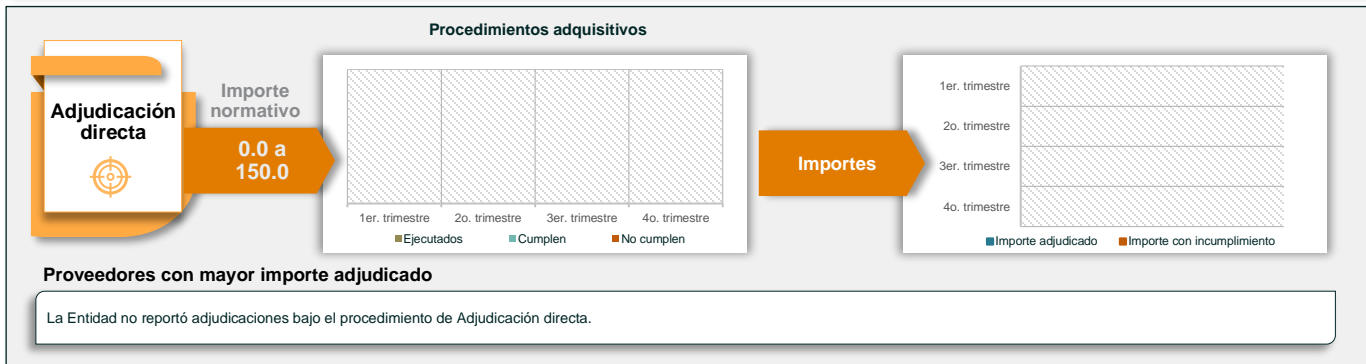 Procedimientos adquisitivos
Adjudicación
directa
Importe
normativo
0.0 a
150.0
1er. trimestre 2o. trimestre 3er. trimestre 4o. trimestre
Ejecutados Cumplen No cumplen
Importes
1er. trimestre
2o. trimestre
3er. trimestre
4o. trimestre
Importe adjudicado Importe con incumplimiento
Proveedores con mayor importe adjudicado
La Entidad no reportó adjudicaciones bajo el procedimiento de Adjudicación directa.